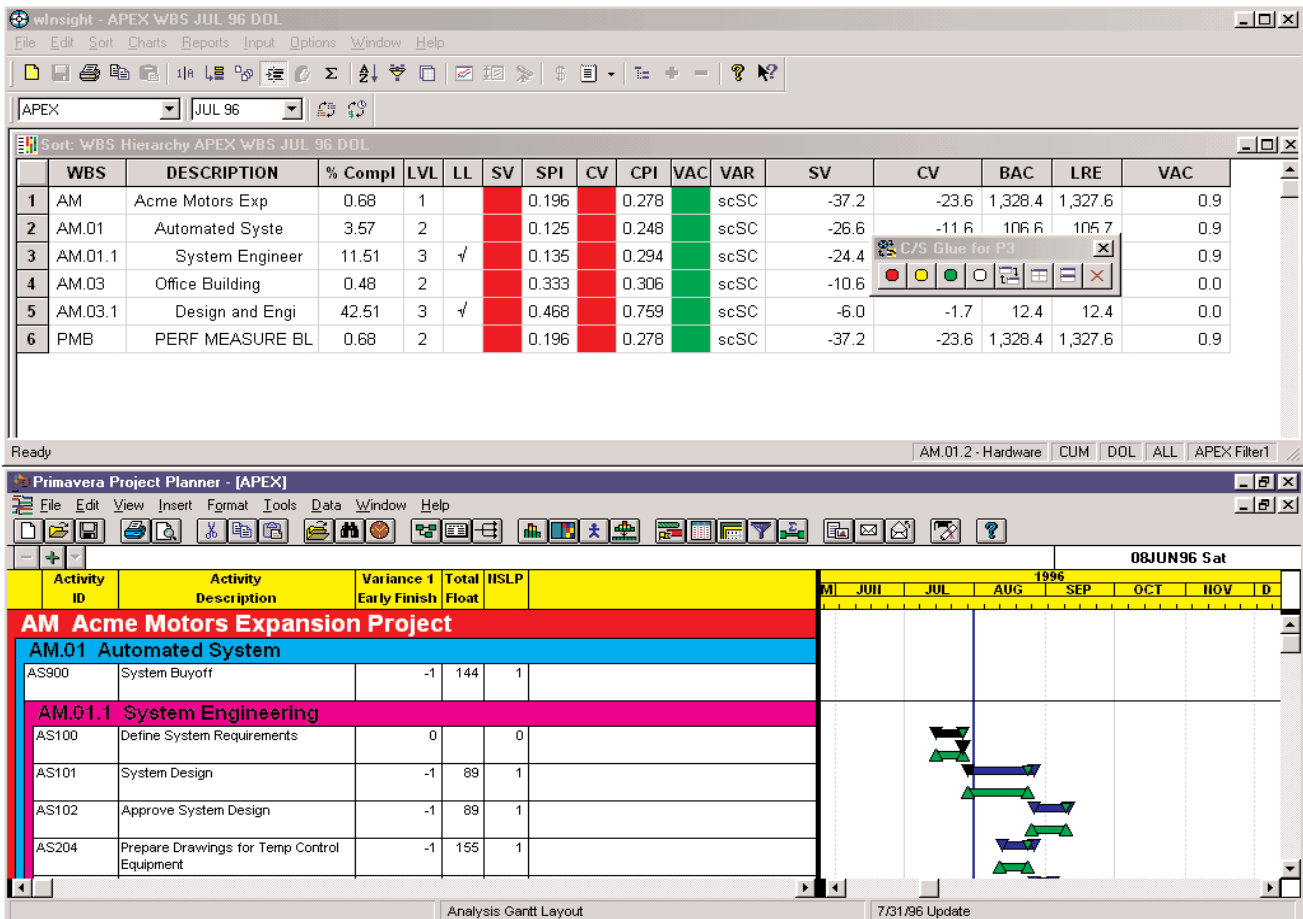 wInsight - APEX WBS JUL 96 DOL
File Edit Sort Charts Reports Input Options Window Help
APEX JUL 96
Sort: WBS Hierarchy APEX WBS JUL 96 DOL
WBS DESCRIPTION % Compl LVL LL SV SPI CV CPI VAC VAR SV CV BAC LRE VAC
1 AM Acme Motors Exp 0.68 1 0.196 0.278 scSC -37.2 -23.6 1,328.4 1,327.6 0.9
2 AM.01 Automated Syste 3.57 2 0.125 0.248 scSC -26.6 -11.6 106.6 105.7 0.9
C/S Glue for P3
3 AM.01.1 System Engineer 11.51 3 √ 0.135 0.294 scSC -24.4 0.9
4 AM.03 Office Building 0.48 2 0.333 0.306 scSC -10.6 0.0
5 AM.03.1 Design and Engi 42.51 3 √ 0.468 0.759 scSC -6.0 -1.7 12.4 12.4 0.0
6 PMB PERF MEASURE BL 0.68 2 0.196 0.278 scSC -37.2 -23.6 1,328.4 1,327.6 0.9
Ready AM.01.2 - Hardware CUM DOL ALL APEX Filter1
Primavera Project Planner - [APEX]
File Edit View Insert Format Tools Data Window Help
08JUN96 Sat
Activity ID Activity Description Variance 1 Early Finish Total Float NSLP
1996
M JUN JUL AUG SEP OCT NOV D
AM Acme Motors Expansion Project
AM.01 Automated System
AS900 System Buyoff -1 144 1
AM.01.1 System Engineering
AS100 Define System Requirements 0 0
AS101 System Design -1 89 1
AS102 Approve System Design -1 89 1
AS204 Prepare Drawings for Temp Control -1 155 1
Equipment
Analysis Gantt Layout 7/31/96 Update